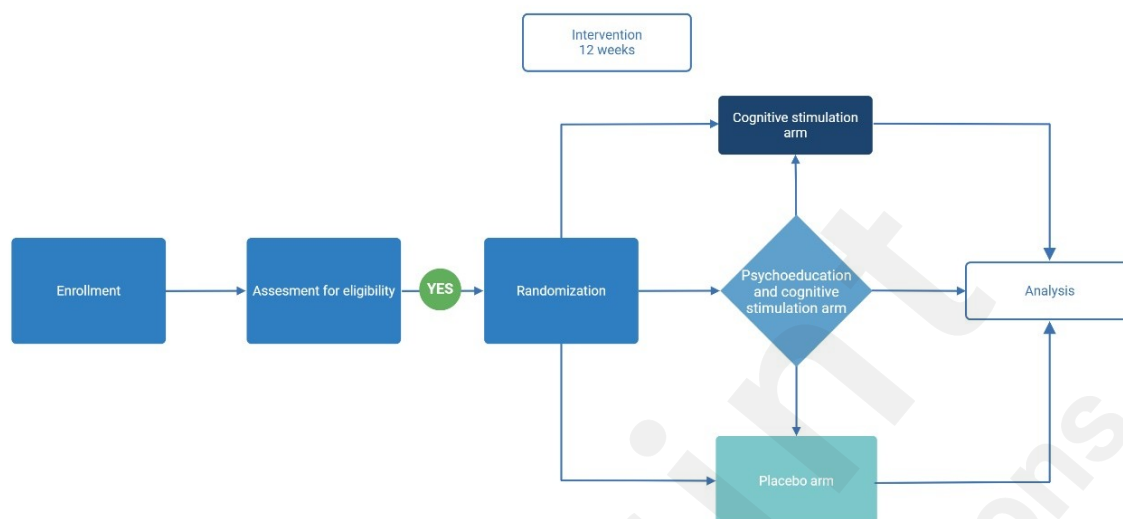 Intervention
12 weeks
Cognitive stimulation
arm
Enrollment
Assesment for eligibility
YES
Randomization
Psychoeducation
and cognitive
stimulation arm
Analysis
Placebo arm